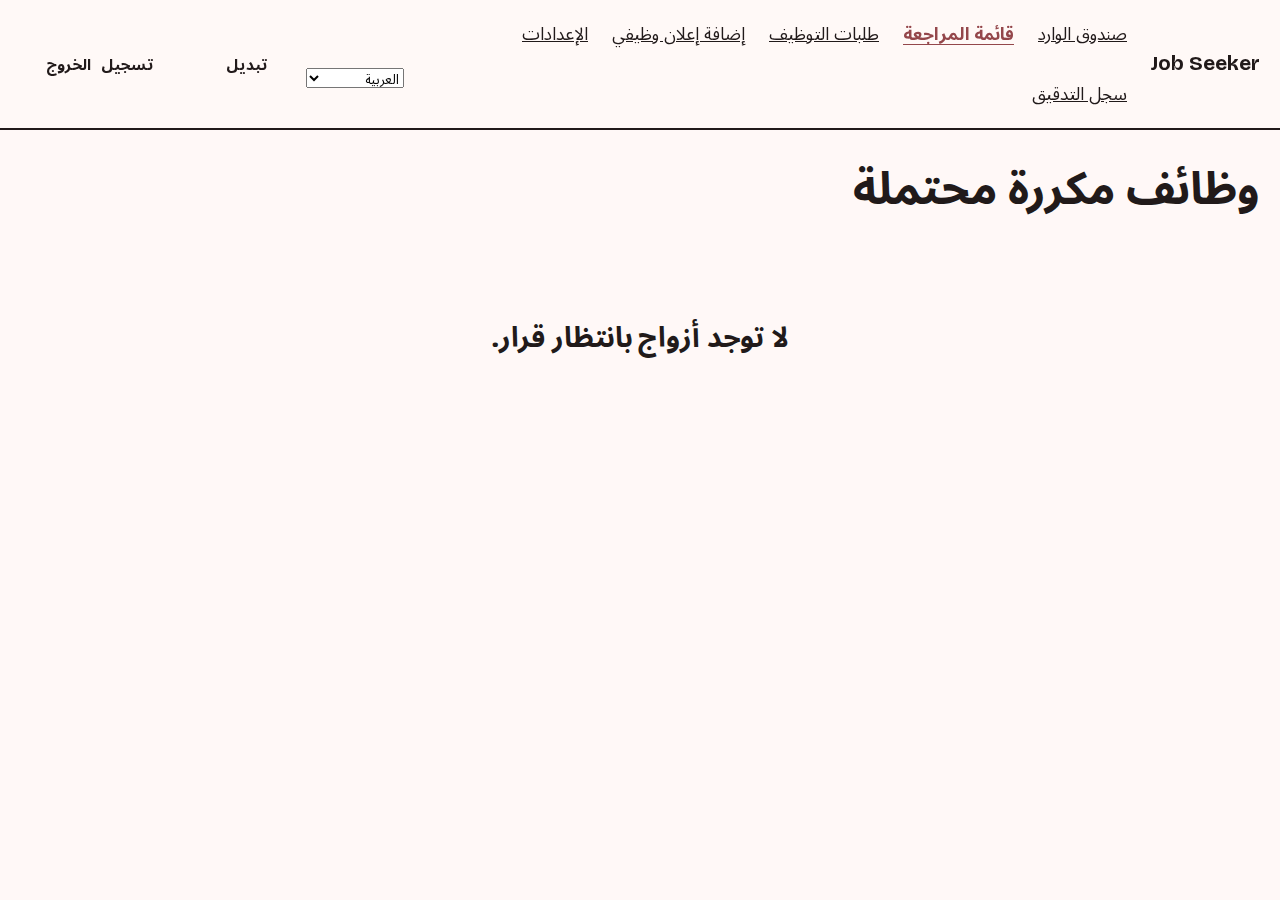 Job Seeker
صندوق الوارد
قائمة المراجعة
طلبات التوظيف
إضافة إعلان وظيفي
الإعدادات
سجل التدقيق
العربية
تبديل
تسجيل الخروج
وظائف مكررة محتملة
لا توجد أزواج بانتظار قرار.